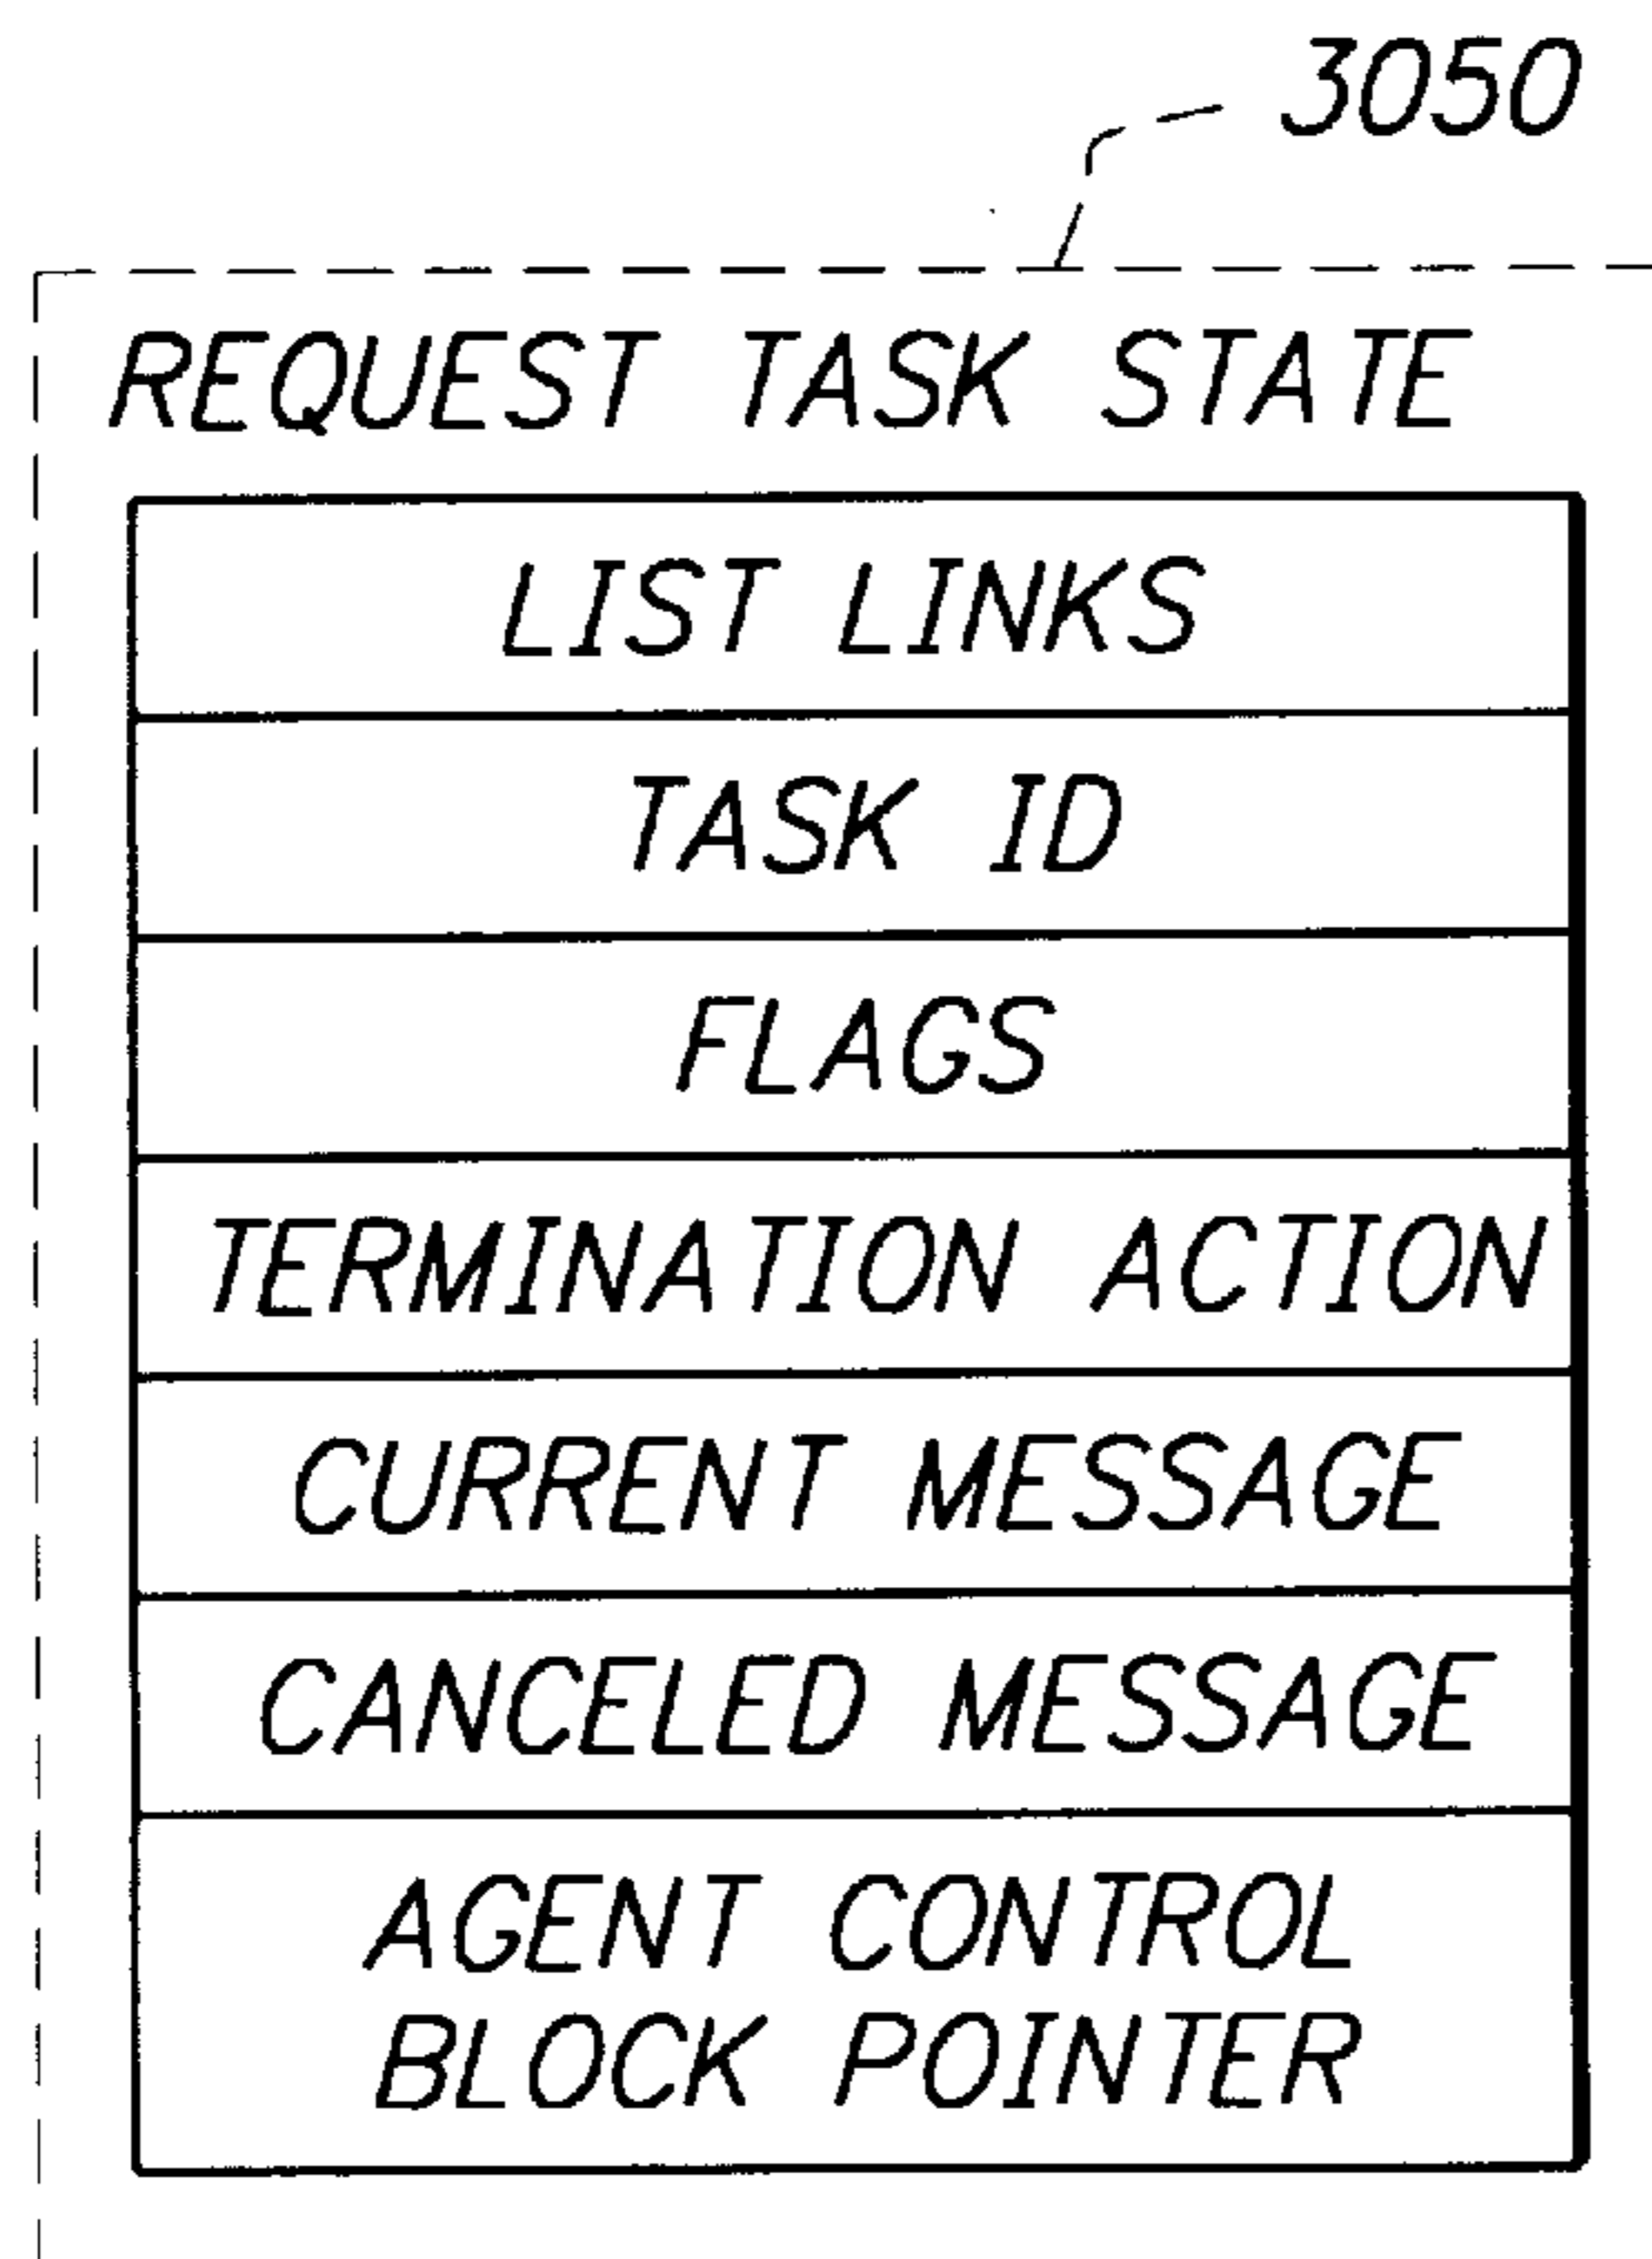 3050
REQUEST TASK STATE
LIST LINKS
TASK ID
FLAGS
TERMINATION ACTION
CURRENT MESSAGE
CANCELED MESSAGE
AGENT CONTROL
BLOCK POINTER